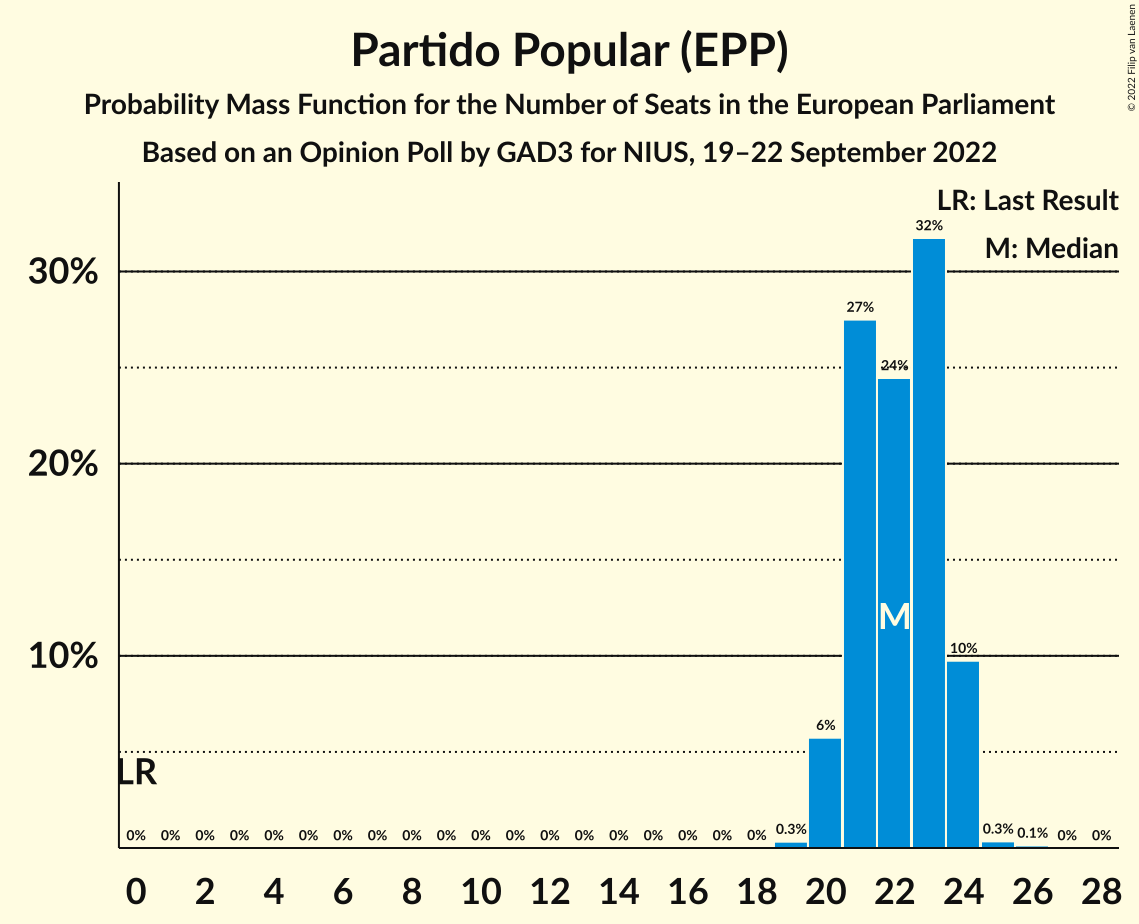 Partido Popular (EPP)
Probability Mass Function for the Number of Seats in the European Parliament
Based on an Opinion Poll by GAD3 for NIUS, 19–22 September 2022
© 2022 Filip van Laenen
LR: Last Result
M: Median
32%
30%
27%
24%
20%
M
10%
10%
6%
LR
0% 0% 0% 0% 0% 0% 0% 0% 0% 0% 0% 0% 0% 0% 0% 0% 0% 0% 0% 0.3% 0.3% 0.1% 0% 0%
0 2 4 6 8 10 12 14 16 18 20 22 24 26 28